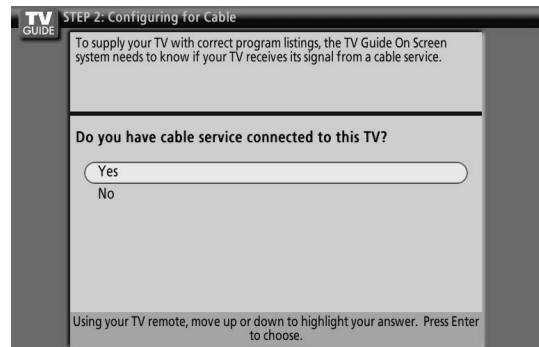 TV
GUIDE
STEP 2: Configuring for Cable
To supply your TV with correct program listings, the TV Guide On Screen
system needs to know if your TV receives its signal from a cable service.
Do you have cable service connected to this TV?
Yes
No
Using your TV remote, move up or down to highlight your answer. Press Enter
to choose.